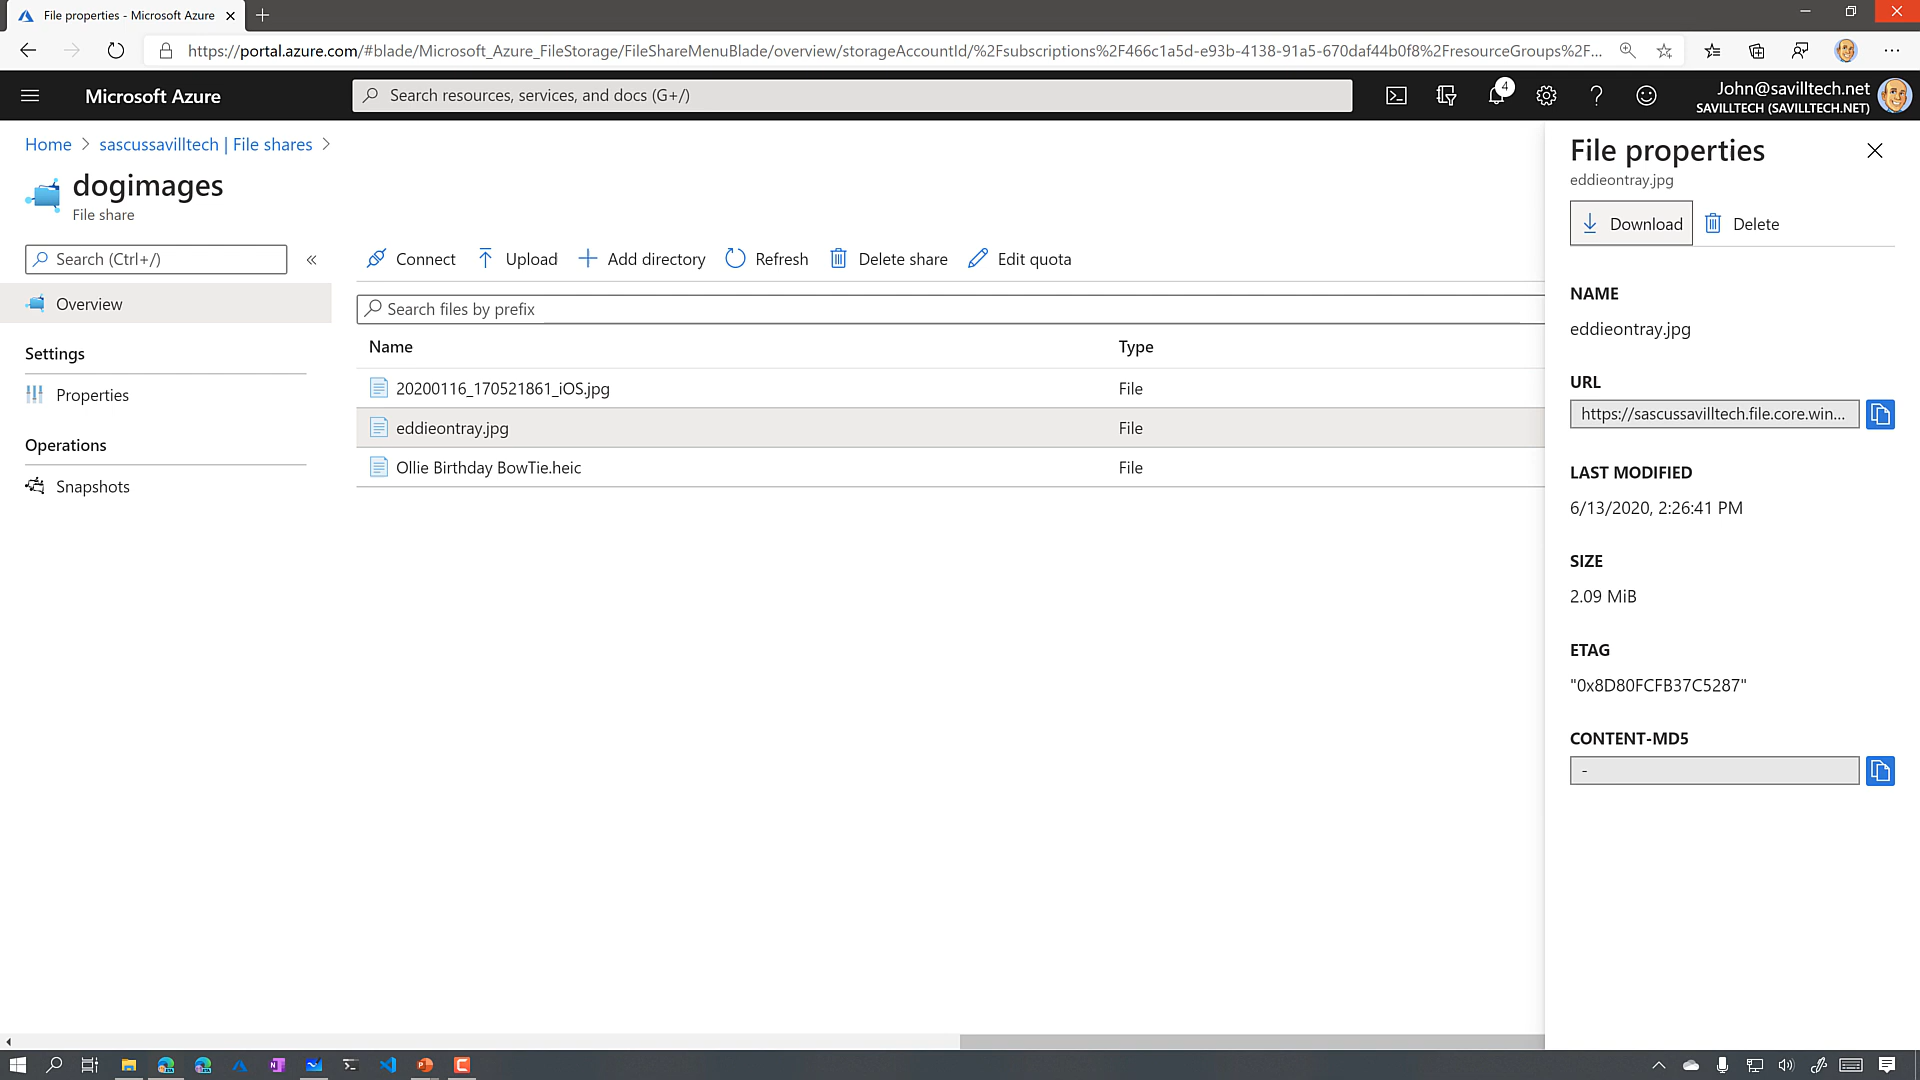 File properties - Microsoft Azure
https://portal.azure.com/#blade/Microsoft_Azure_FileStorage/FileShareMenuBlade/overview/storageAccountId/%2Fsubscriptions%2F466c1a5d-e93b-4138-91a5-670daf44b0f8%2FresourceGroups%2F...
Microsoft Azure
Search resources, services, and docs (G+/)
4
John@savilltech.net
SAVILLTECH (SAVILLTECH.NET)
Home > sascussavilltech | File shares >
dogimages
File share
Search (Ctrl+/)
«
Overview
Settings
Properties
Operations
Snapshots
Connect
Upload
Add directory
Refresh
Delete share
Edit quota
Search files by prefix
Name Type
20200116_170521861_iOS.jpg File
eddieontray.jpg File
Ollie Birthday BowTie.heic File
File properties
eddieontray.jpg
Download
Delete
NAME
eddieontray.jpg
URL
https://sascussavilltech.file.core.win...
LAST MODIFIED
6/13/2020, 2:26:41 PM
SIZE
2.09 MiB
ETAG
"0x8D80FCFB37C5287"
CONTENT-MD5
-